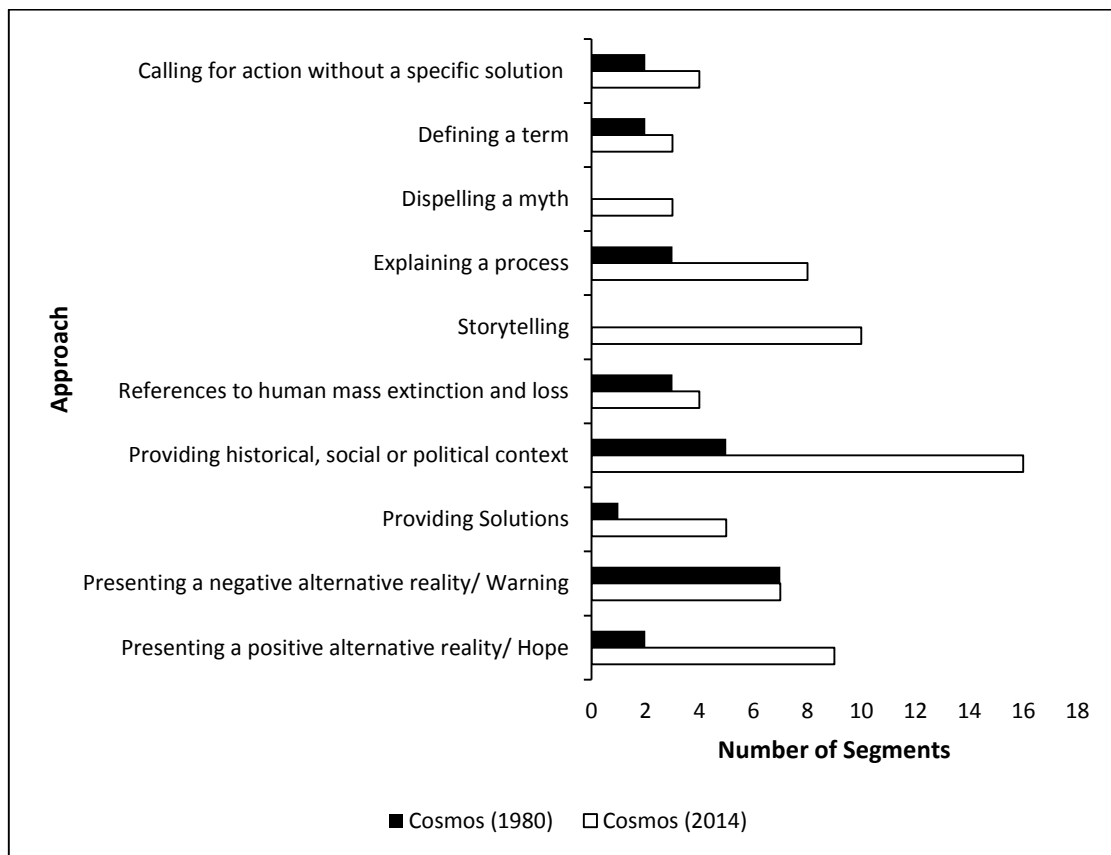 Calling for action without a specific solution
Defining a term
Dispelling a myth
Explaining a process
Storytelling
References to human mass extinction and loss
Providing historical, social or political context
Providing Solutions
Presenting a negative alternative reality/ Warning
Presenting a positive alternative reality/ Hope
Approach
0 2 4 6 8 10 12 14 16 18
Number of Segments
Cosmos (1980) Cosmos (2014)